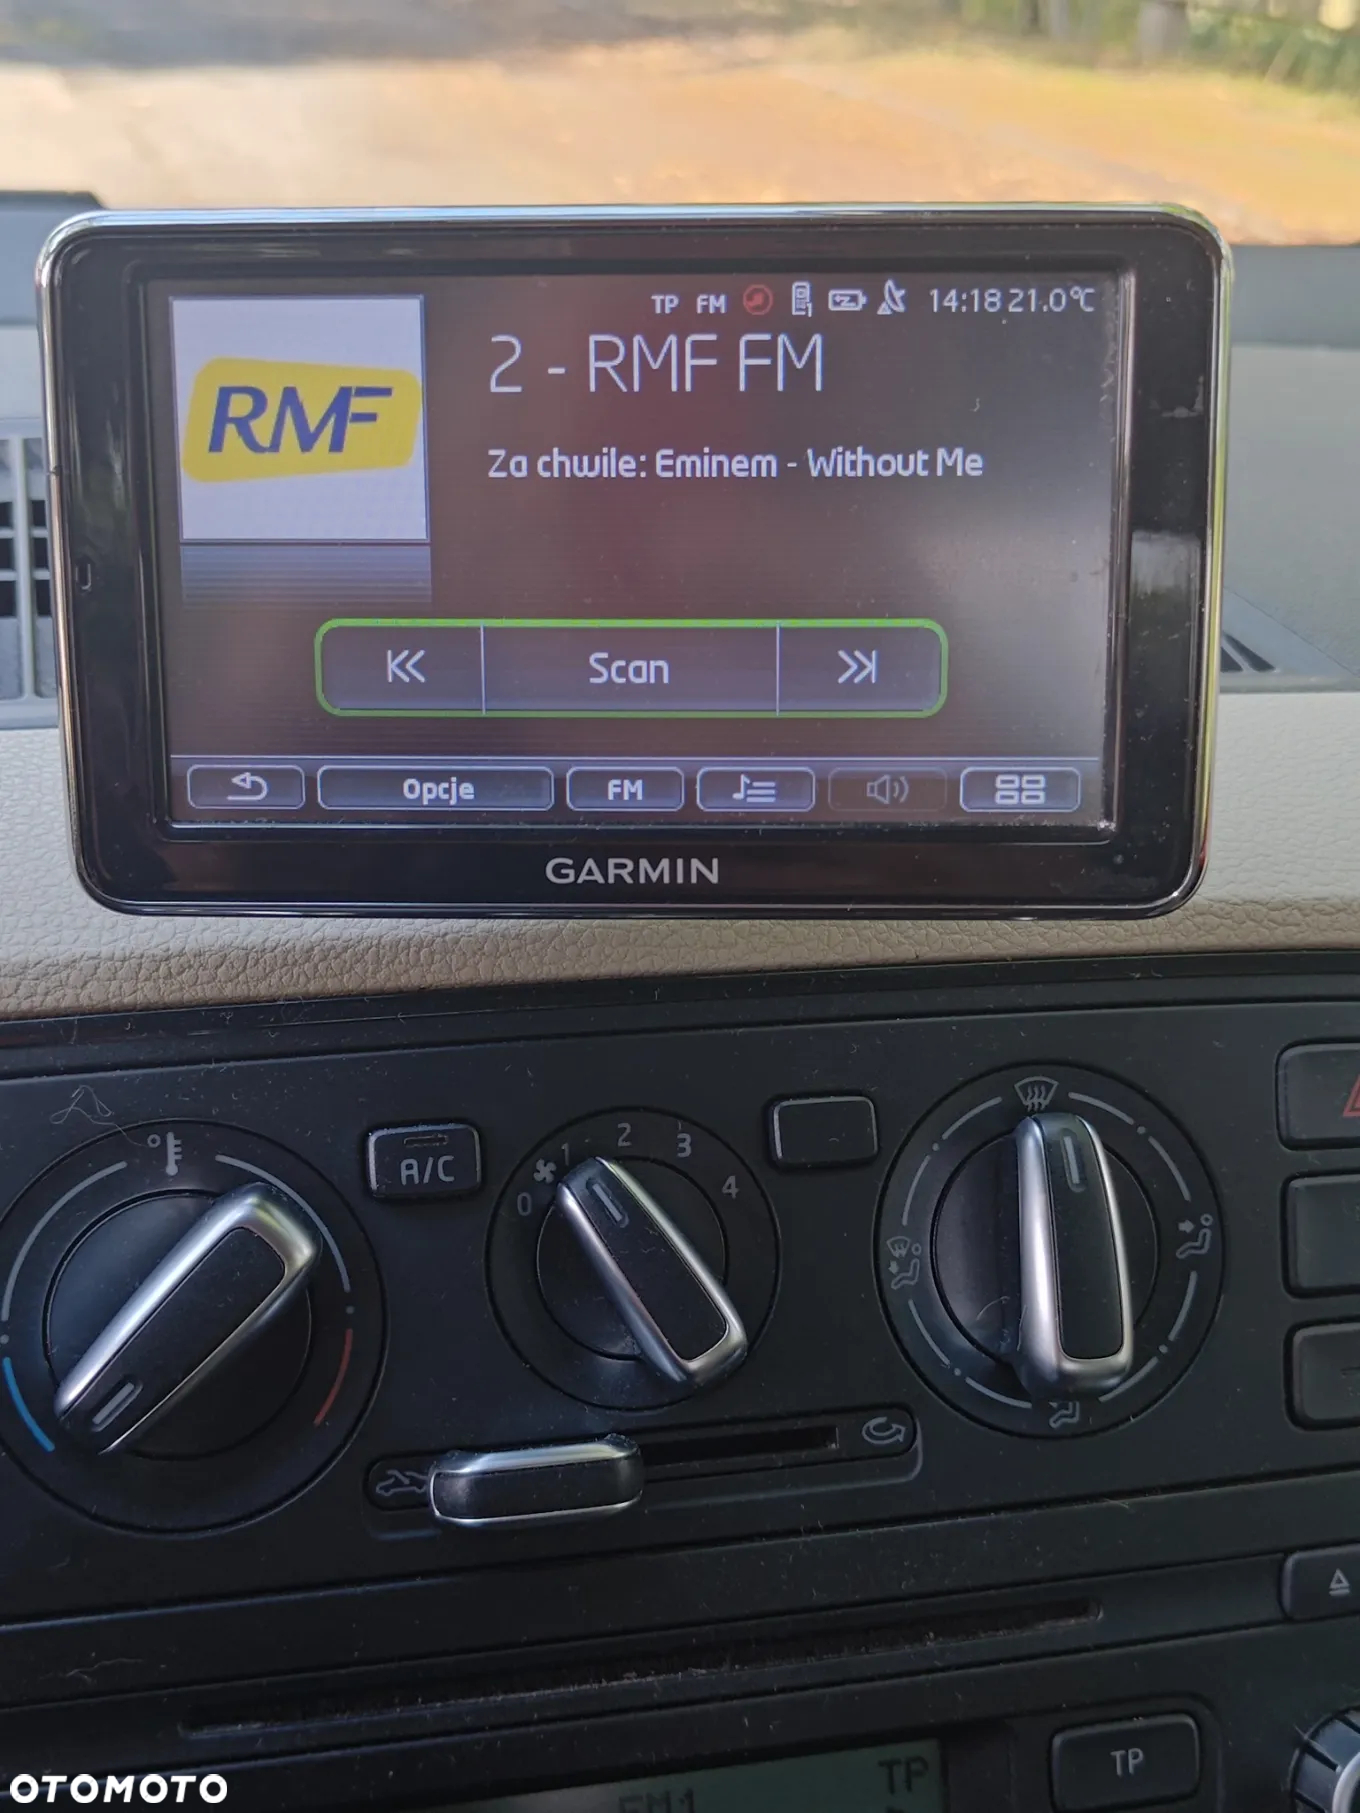 TP FM 14:18 21.0°C
RMF
2 - RMF FM
Za chwile: Eminem - Without Me
Scan
Opcje FM
GARMIN
A/C
0 1 2 3 4
TP
TP
FM1
OTOMOTO